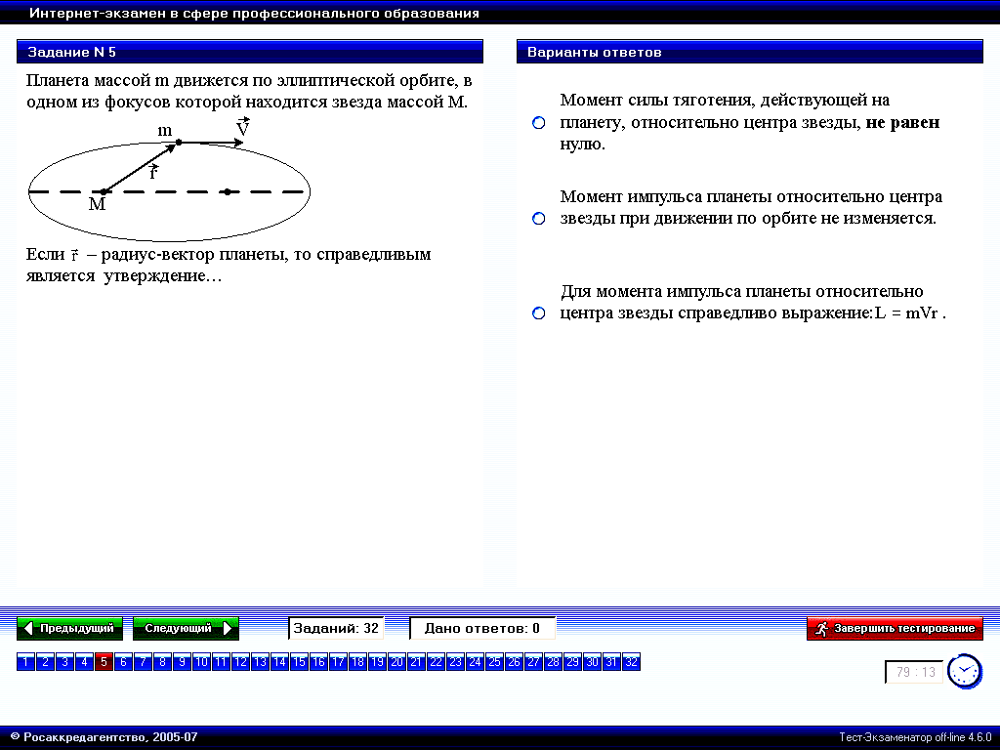 Интернет-экзамен в сфере профессионального образования
Задание N 5
Планета массой m движется по эллиптической орбите, в
одном из фокусов которой находится звезда массой М.
m
V
r
M
Если r – радиус-вектор планеты, то справедливым
является утверждение…
Варианты ответов
Момент силы тяготения, действующей на
планету, относительно центра звезды, не равен
нулю.
Момент импульса планеты относительно центра
звезды при движении по орбите не изменяется.
Для момента импульса планеты относительно
центра звезды справедливо выражение: L = mVr .
Предыдущий Следующий Заданий: 32 Дано ответов: 0 Завершить тестирование
1 2 3 4 5 6 7 8 9 10 11 12 13 14 15 16 17 18 19 20 21 22 23 24 25 26 27 28 29 30 31 32
79 : 13
© Росаккредагентство, 2005-07 Тест-Экзаменатор off-line 4.6.0